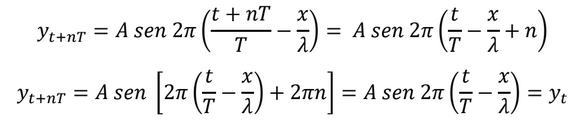 y_{t+nT} = A sen 2π ( (t + nT)/T − x/λ ) = A sen 2π ( t/T − x/λ + n )
y_{t+nT} = A sen [ 2π ( t/T − x/λ ) + 2πn ] = A sen 2π ( t/T − x/λ ) = y_t